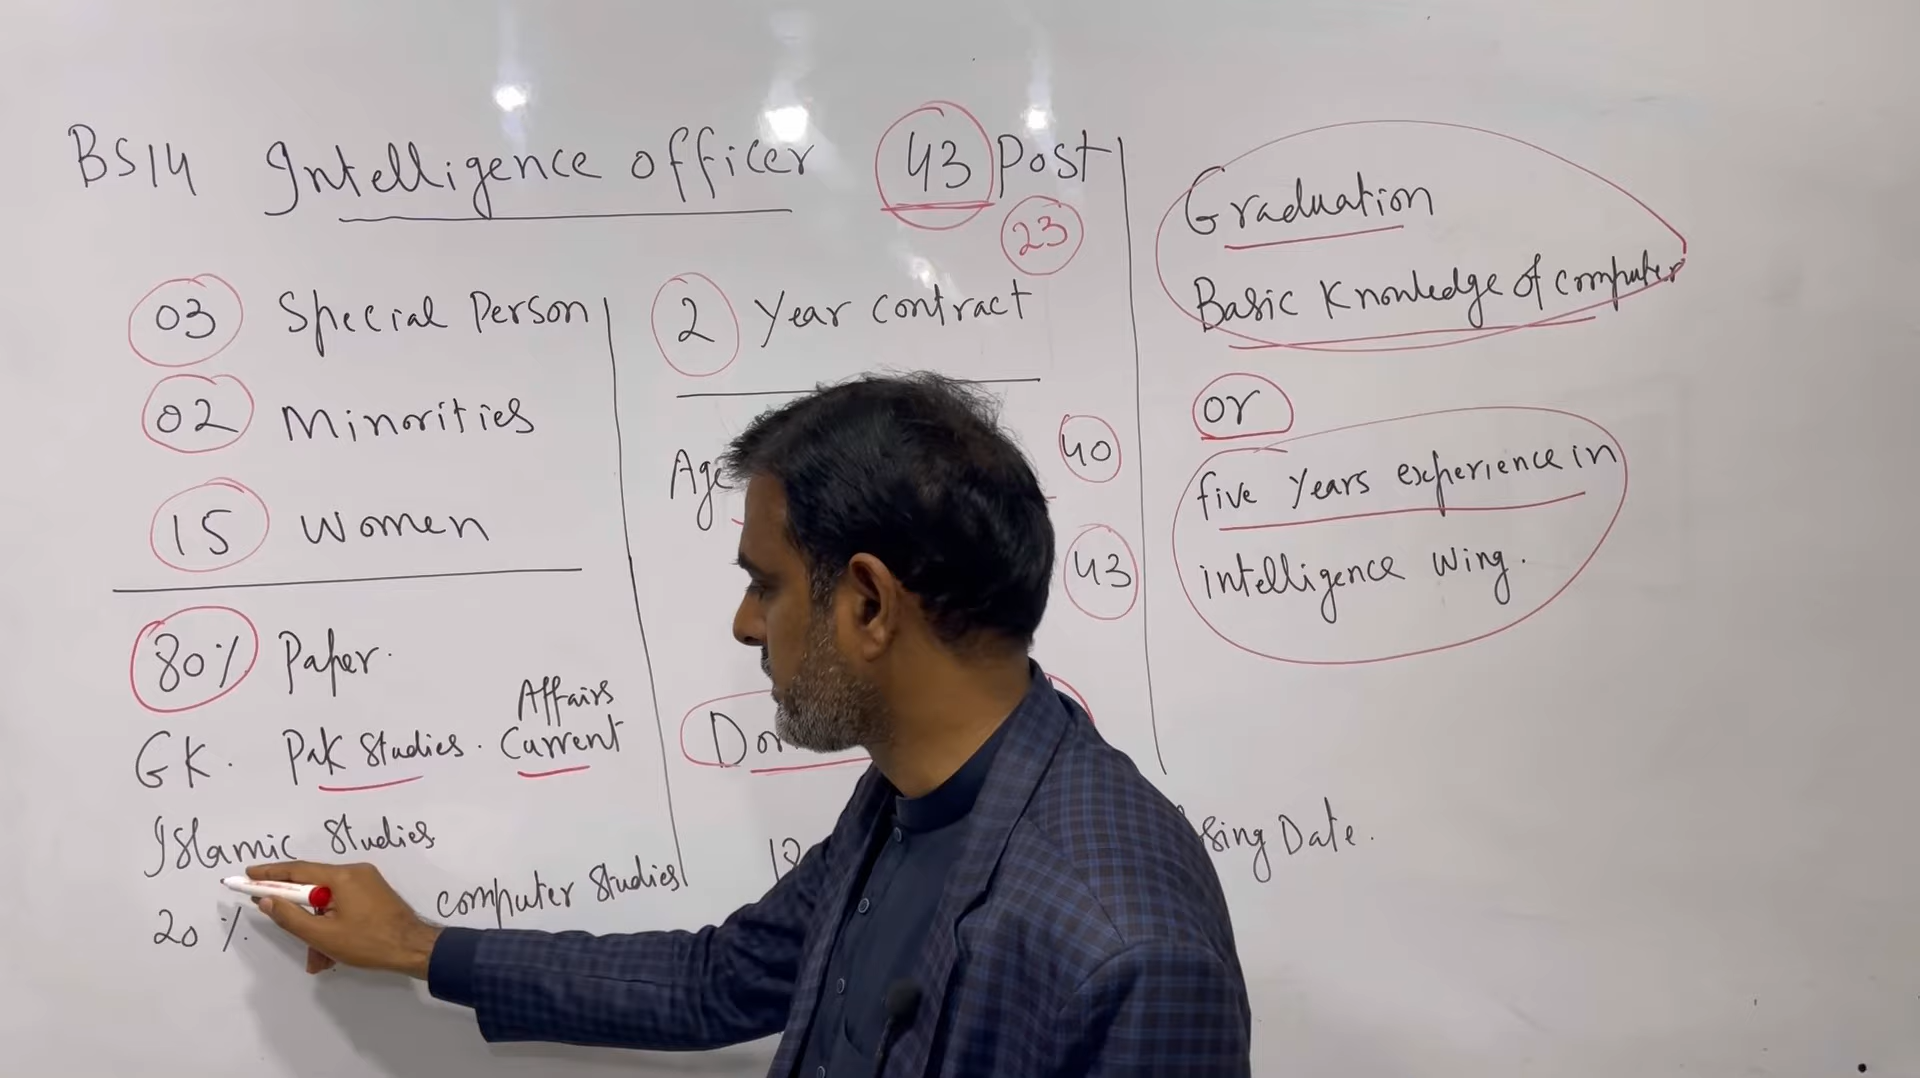 BS14 Intelligence officer 43 Post
23
03 Special Person
02 Minorities
15 Women
80% Paper.
GK. Pak Studies. Current Affairs
Islamic Studies
20 %. computer Studies
2 Year contract
Age
40
43
Graduation
Basic Knowledge of computer
or
five Years experience in
intelligence Wing.
Date.